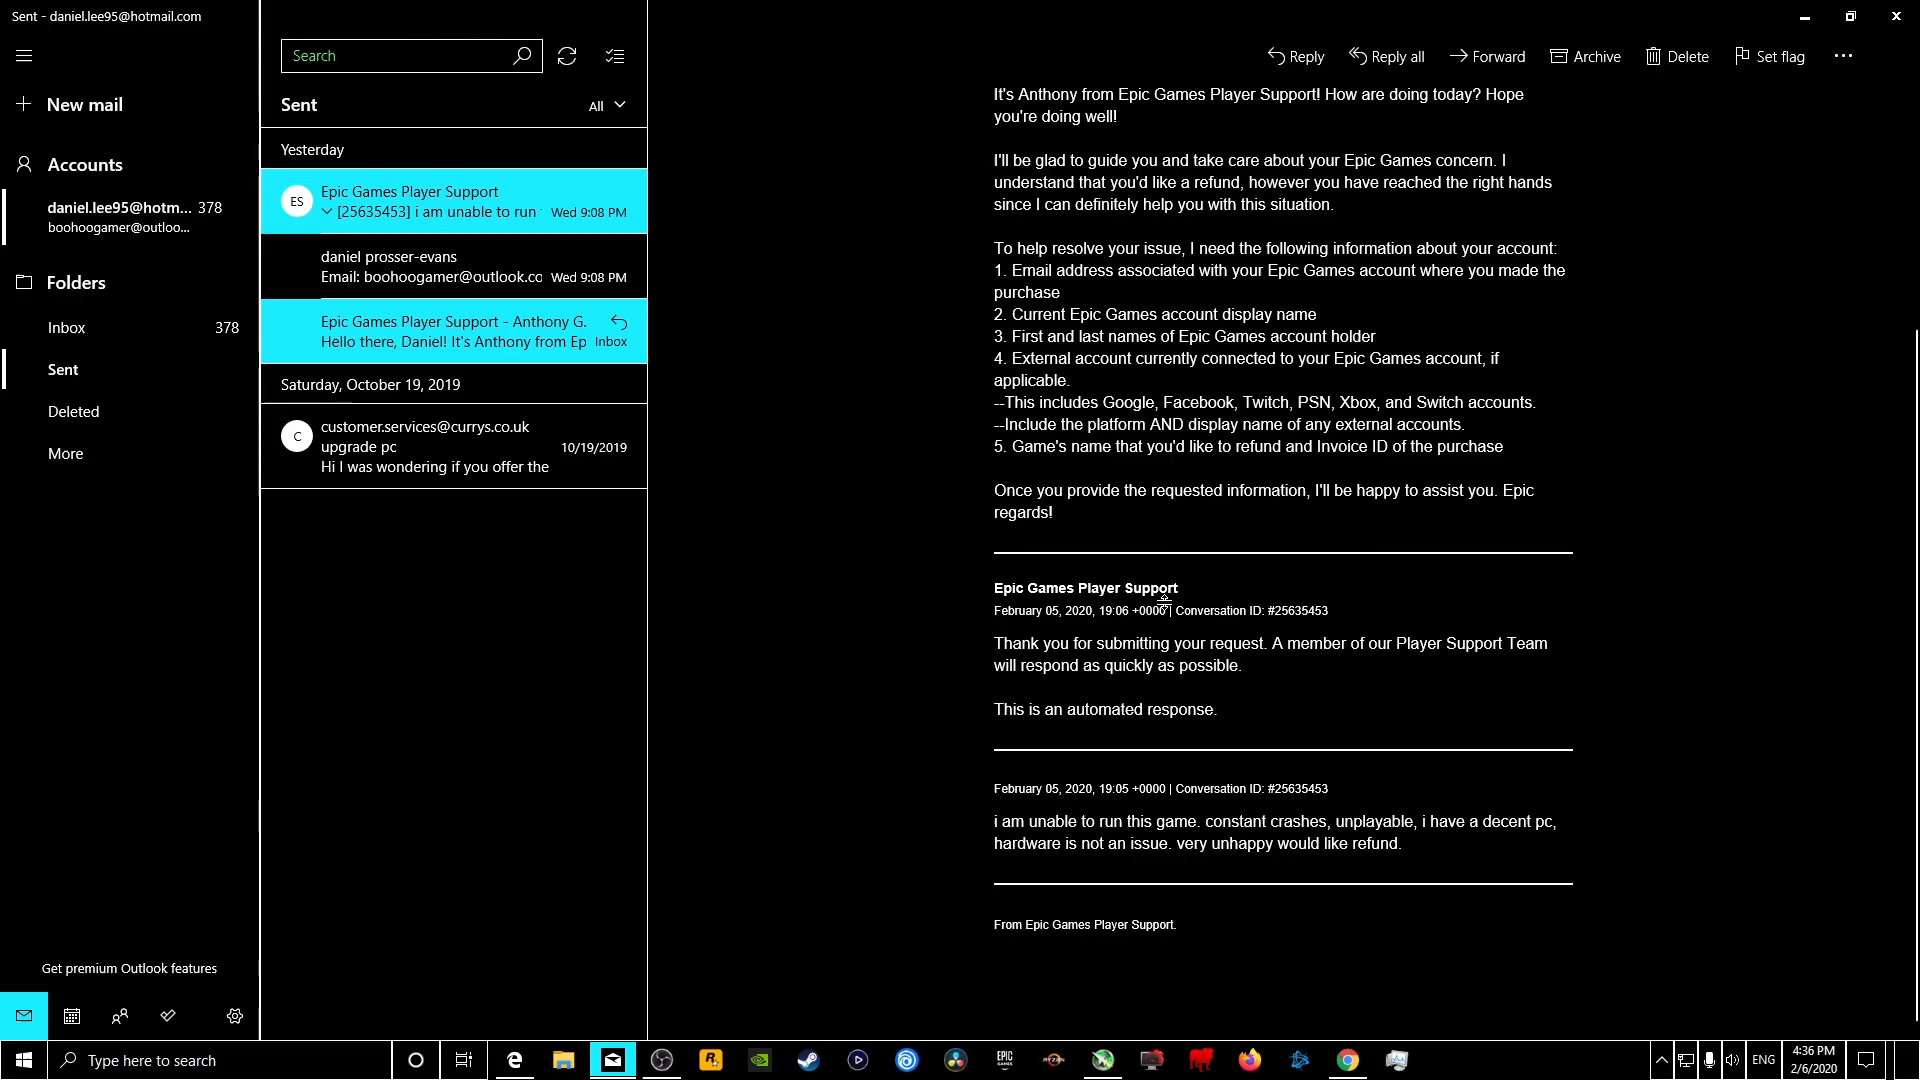 Sent - daniel.lee95@hotmail.com
New mail
Accounts
daniel.lee95@hotm... 378
boohoogamer@outloo...
Folders
Inbox 378
Sent
Deleted
More
Get premium Outlook features
Search
Sent All
Yesterday
ES
Epic Games Player Support
[25635453] i am unable to run Wed 9:08 PM
daniel prosser-evans
Email: boohoogamer@outlook.co Wed 9:08 PM
Epic Games Player Support - Anthony G.
Hello there, Daniel! It's Anthony from Ep Inbox
Saturday, October 19, 2019
C
customer.services@currys.co.uk
upgrade pc 10/19/2019
Hi I was wondering if you offer the
Reply Reply all Forward Archive Delete Set flag
It's Anthony from Epic Games Player Support! How are doing today? Hope
you're doing well!
I'll be glad to guide you and take care about your Epic Games concern. I
understand that you'd like a refund, however you have reached the right hands
since I can definitely help you with this situation.
To help resolve your issue, I need the following information about your account:
1. Email address associated with your Epic Games account where you made the
purchase
2. Current Epic Games account display name
3. First and last names of Epic Games account holder
4. External account currently connected to your Epic Games account, if
applicable.
--This includes Google, Facebook, Twitch, PSN, Xbox, and Switch accounts.
--Include the platform AND display name of any external accounts.
5. Game's name that you'd like to refund and Invoice ID of the purchase
Once you provide the requested information, I'll be happy to assist you. Epic
regards!
Epic Games Player Support
February 05, 2020, 19:06 +0000 | Conversation ID: #25635453
Thank you for submitting your request. A member of our Player Support Team
will respond as quickly as possible.
This is an automated response.
February 05, 2020, 19:05 +0000 | Conversation ID: #25635453
i am unable to run this game. constant crashes, unplayable, i have a decent pc,
hardware is not an issue. very unhappy would like refund.
From Epic Games Player Support.
Type here to search
R
EPIC
GAMES
RYZEN
ENG
4:36 PM
2/6/2020